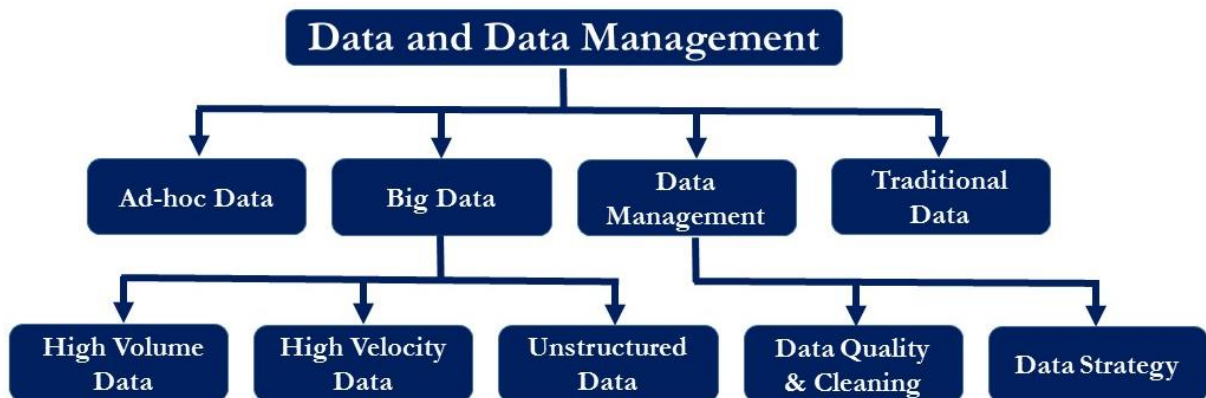 Data and Data Management
Ad-hoc Data
Big Data
Data
Management
Traditional
Data
High Volume
Data
High Velocity
Data
Unstructured
Data
Data Quality
& Cleaning
Data Strategy